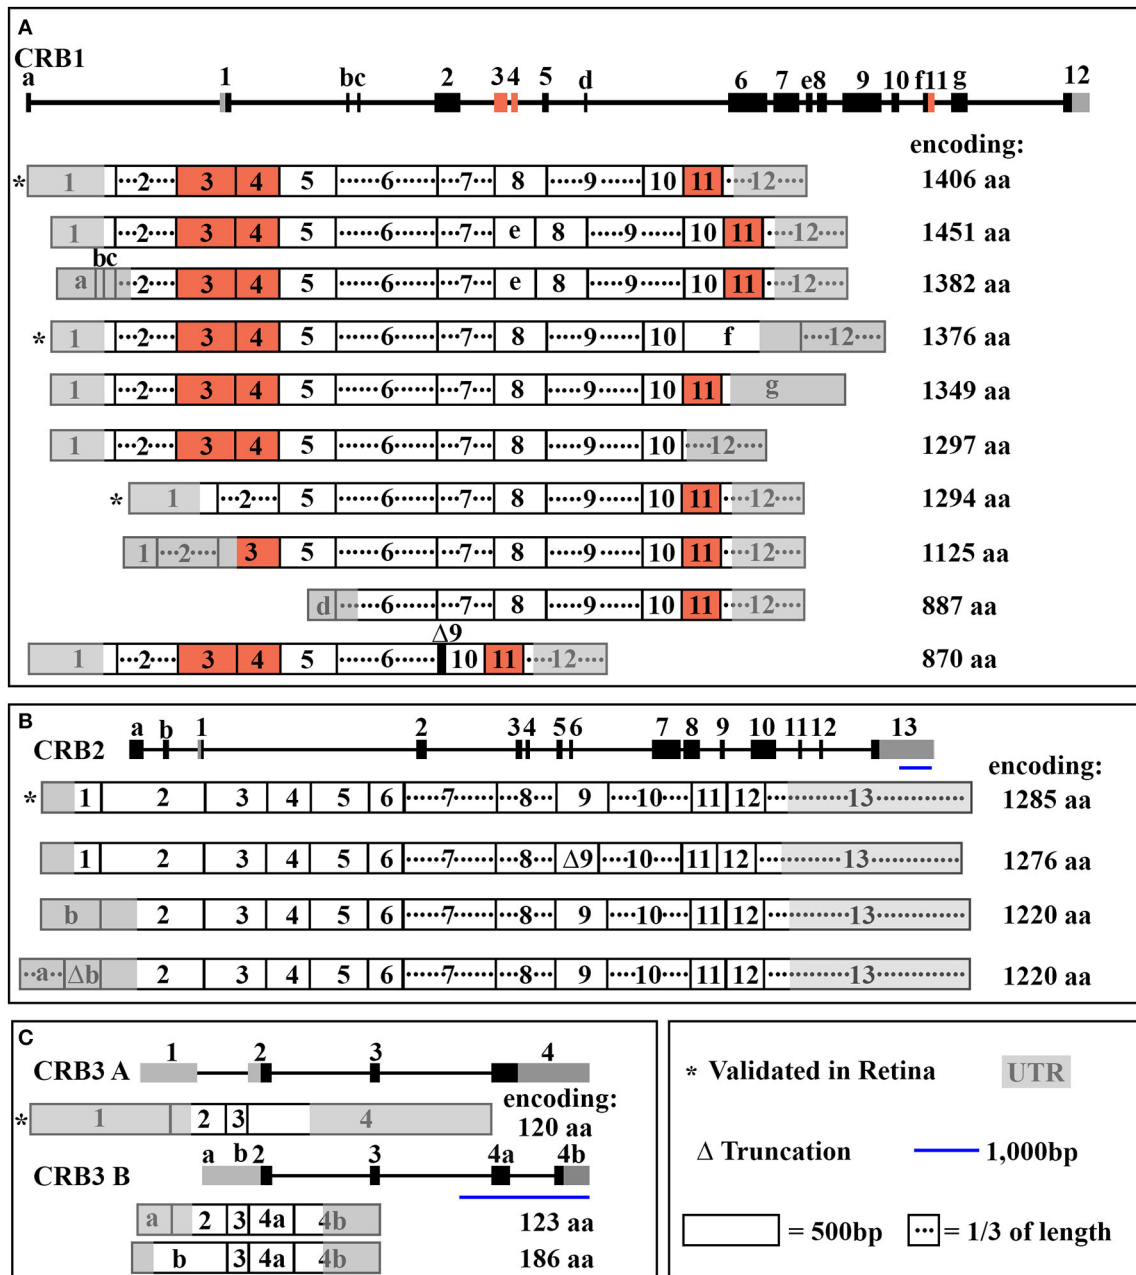 A
CRB1
a 1 b c 2 3 4 5 d 6 7 e 8 9 10 f 11 g 12
encoding:
* 1 ···2···· 3 4 5 ······6······ ···7··· 8 ·····9······ 10 11 ····12···· 1406 aa
1 ···2···· 3 4 5 ······6······ ···7··· e 8 ·····9······ 10 11 ····12···· 1451 aa
bc
a ···2···· 3 4 5 ······6······ ···7··· e 8 ·····9······ 10 11 ····12···· 1382 aa
* 1 ···2···· 3 4 5 ······6······ ···7··· 8 ·····9······ 10 f ····12···· 1376 aa
1 ···2···· 3 4 5 ······6······ ···7··· 8 ·····9······ 10 11 g 1349 aa
1 ···2···· 3 4 5 ······6······ ···7··· 8 ·····9······ 10 ····12···· 1297 aa
* 1 ···2···· 5 ······6······ ···7··· 8 ·····9······ 10 11 ····12···· 1294 aa
1 ···2···· 3 5 ······6······ ···7··· 8 ·····9······ 10 11 ····12···· 1125 aa
d ······6······ ···7··· 8 ·····9······ 10 11 ····12···· 887 aa
Δ9
1 ···2···· 3 4 5 ······6······ 10 11 ····12···· 870 aa
B
CRB2
a b 1 2 3 4 5 6 7 8 9 10 11 12 13
encoding:
* 1 2 3 4 5 6 ·····7······ ···8··· 9 ····10···· 11 12 ············13············· 1285 aa
1 2 3 4 5 6 ·····7······ ···8··· Δ9 ····10···· 11 12 ············13············· 1276 aa
b 2 3 4 5 6 ·····7······ ···8··· 9 ····10···· 11 12 ············13············· 1220 aa
··a·· Δb 2 3 4 5 6 ·····7······ ···8··· 9 ····10···· 11 12 ············13············· 1220 aa
C
CRB3 A
1 2 3 4
encoding:
* 1 2 3 4 120 aa
CRB3 B
a b 2 3 4a 4b
a 2 3 4a 4b 123 aa
b 3 4a 4b 186 aa
* Validated in Retina UTR
Δ Truncation 1,000bp
= 500bp ··· = 1/3 of length